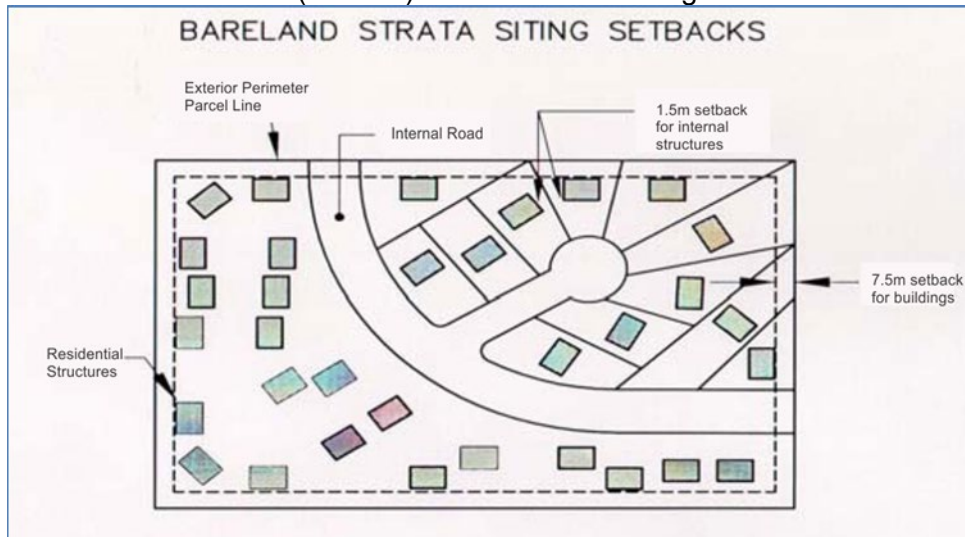 BARELAND STRATA SITING SETBACKS
Exterior Perimeter
Parcel Line
Internal Road
1.5m setback
for internal
structures
7.5m setback
for buildings
Residential
Structures